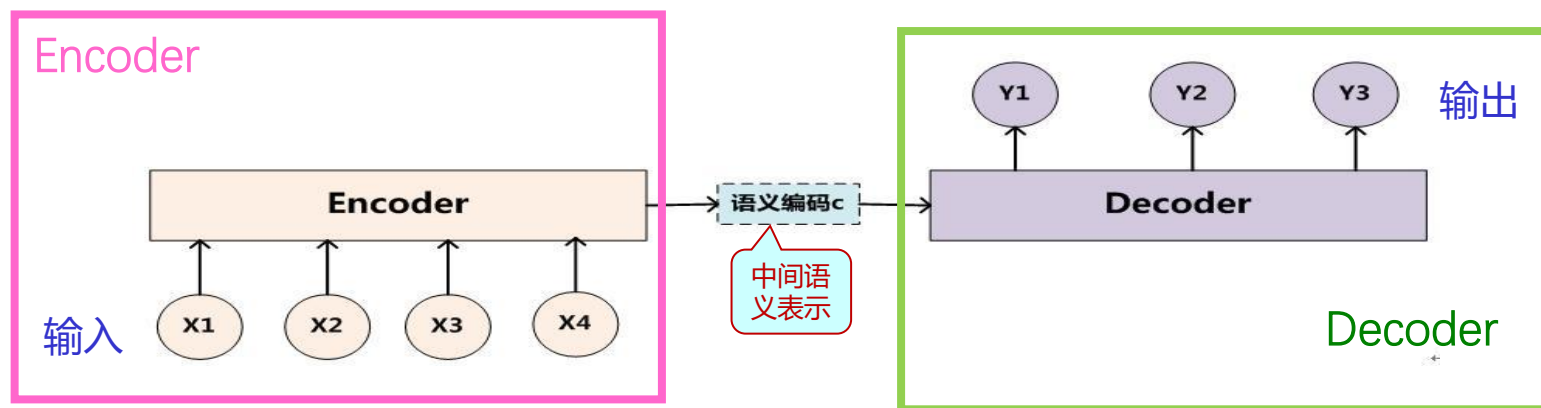 Encoder
Y1 Y2 Y3 输出
Encoder
语义编码c
Decoder
中间语
义表示
输入 X1 X2 X3 X4
Decoder